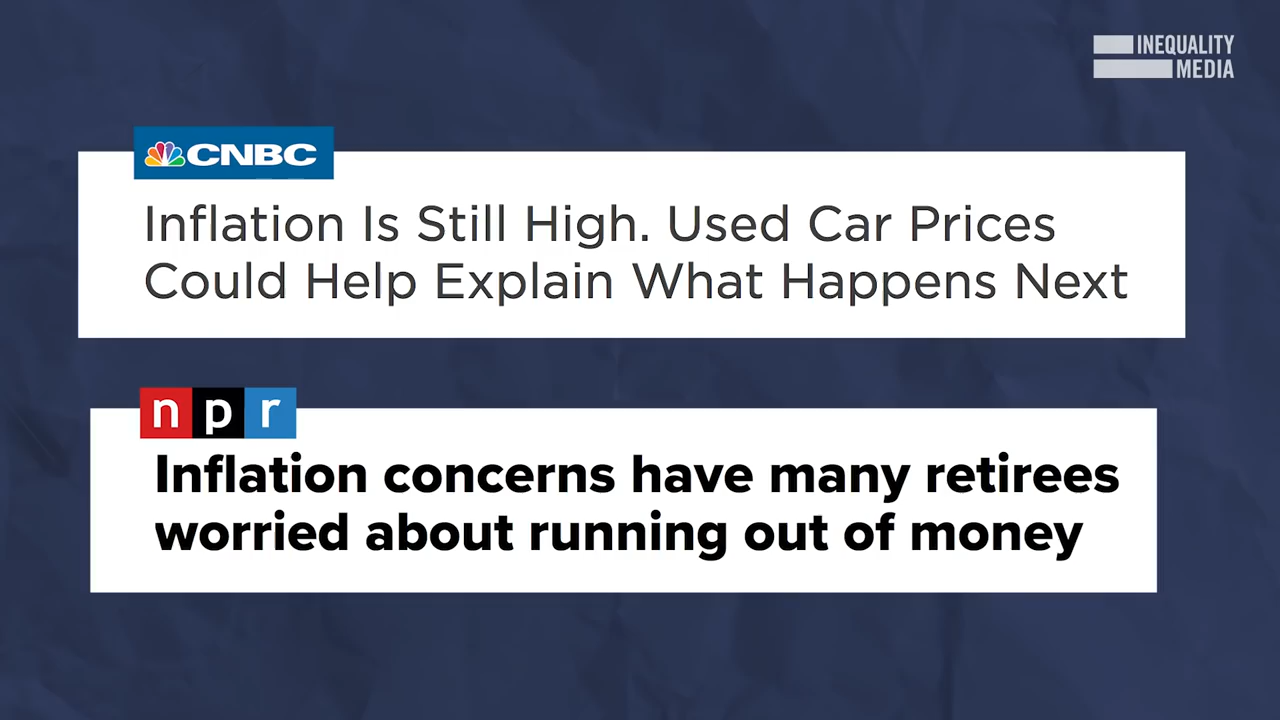 INEQUALITY
MEDIA
CNBC
Inflation Is Still High. Used Car Prices
Could Help Explain What Happens Next
npr
Inflation concerns have many retirees
worried about running out of money